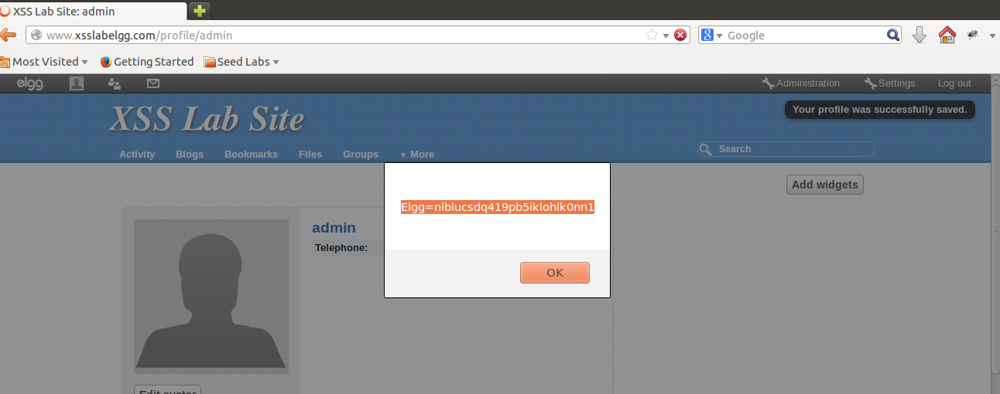 XSS Lab Site: admin
www.xsslabelgg.com/profile/admin
Google
Most Visited
Getting Started
Seed Labs
elgg.
Administration
Settings
Log out
XSS Lab Site
Your profile was successfully saved.
Activity
Blogs
Bookmarks
Files
Groups
More
Search
Add widgets
Elgg=nlblucsdq419pb5iklohlk0nn1
OK
admin
Telephone:
Edit avatar